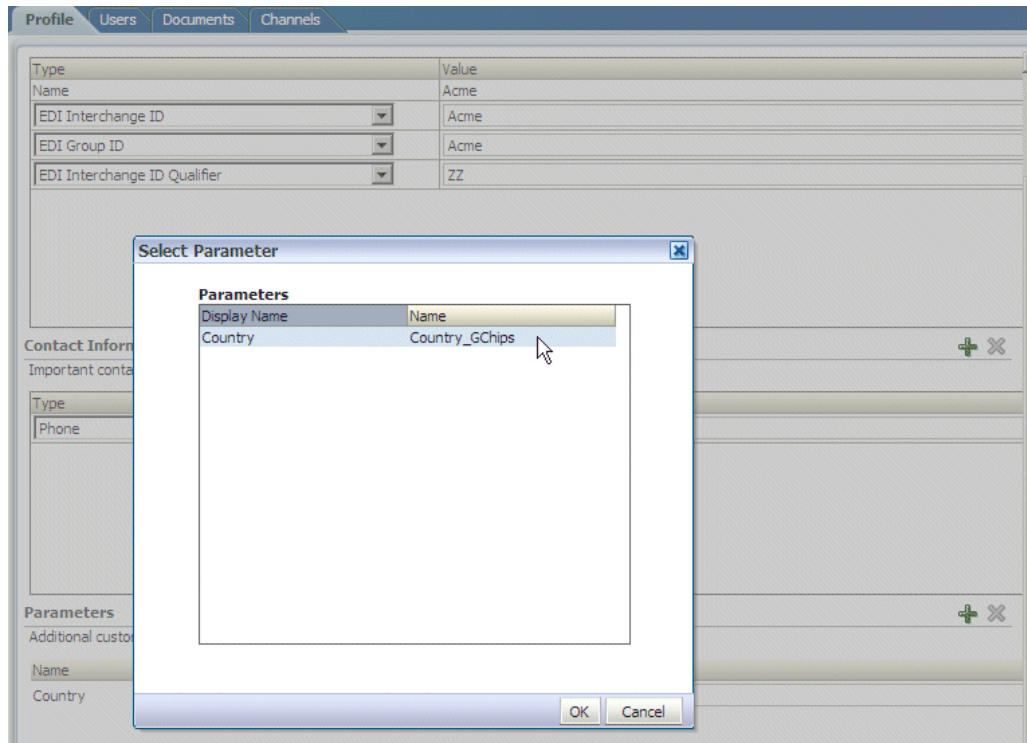 Profile Users Documents Channels
Type Value
Name Acme
EDI Interchange ID Acme
EDI Group ID Acme
EDI Interchange ID Qualifier ZZ
Select Parameter
Parameters
Display Name Name
Country Country_GChips
Contact Inform
Important conta
Type
Phone
Parameters
Additional custo
Name
Country
OK Cancel